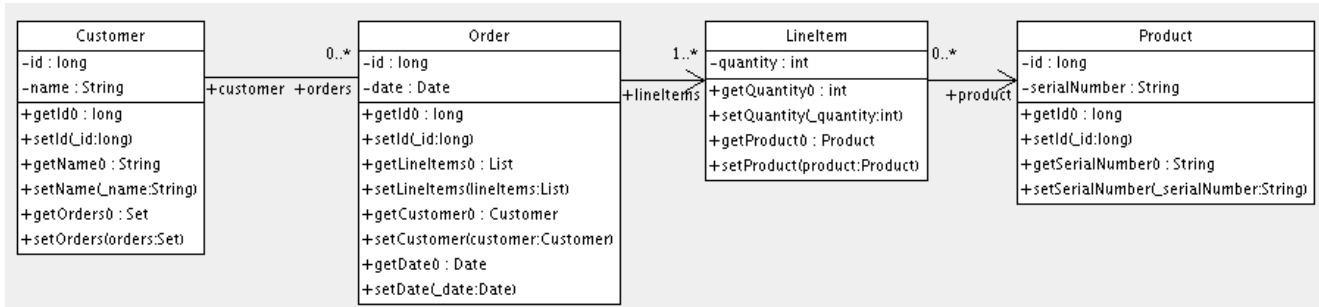 Customer
-id : long
-name : String
+getId() : long
+setId(_id:long)
+getName() : String
+setName(_name:String)
+getOrders() : Set
+setOrders(orders:Set)
0..*
+customer +orders
Order
-id : long
-date : Date
+getId() : long
+setId(_id:long)
+getLineItems() : List
+setLineItems(lineItems:List)
+getCustomer() : Customer
+setCustomer(customer:Customer)
+getDate() : Date
+setDate(_date:Date)
1..*
+lineItems
LineItem
-quantity : int
+getQuantity() : int
+setQuantity(_quantity:int)
+getProduct() : Product
+setProduct(product:Product)
0..*
+product
Product
-id : long
-serialNumber : String
+getId() : long
+setId(_id:long)
+getSerialNumber() : String
+setSerialNumber(_serialNumber:String)